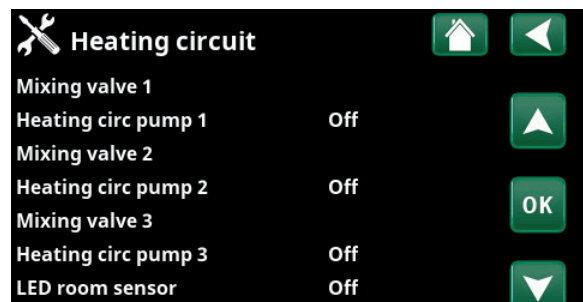 Heating circuit
Mixing valve 1
Heating circ pump 1 Off
Mixing valve 2
Heating circ pump 2 Off
OK
Mixing valve 3
Heating circ pump 3 Off
LED room sensor Off